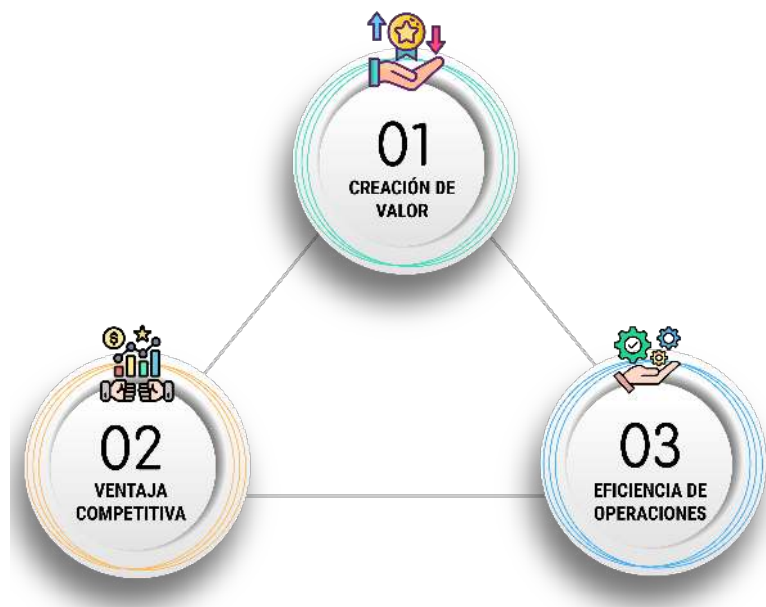 01
CREACIÓN DE
VALOR
$
02
VENTAJA
COMPETITIVA
03
EFICIENCIA DE
OPERACIONES